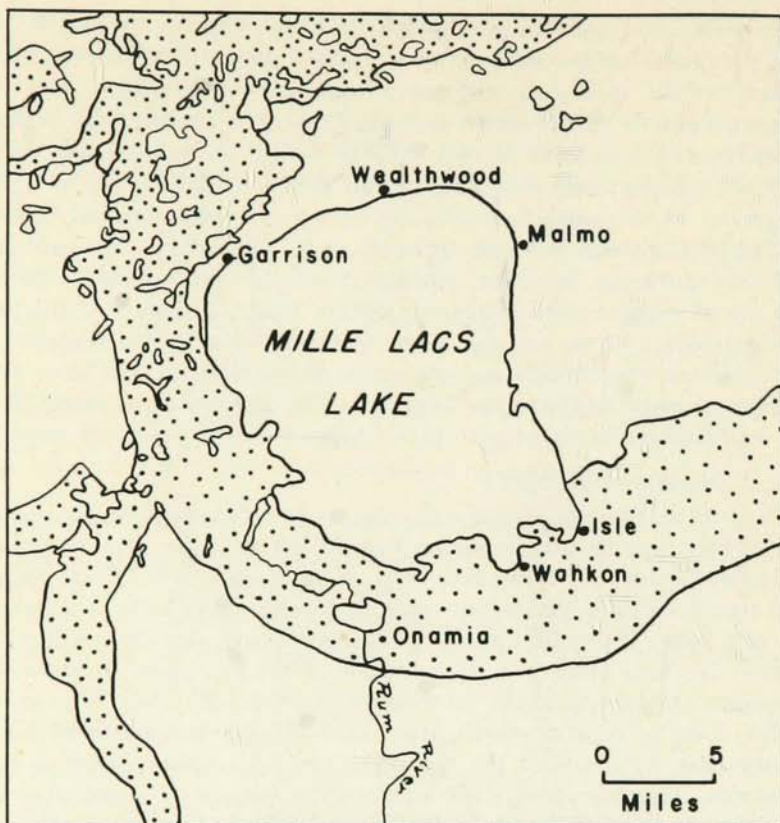 Wealthwood
Malmo
Garrison
MILLE LACS
LAKE
Isle
Wahkon
Onamia
Rum River
0 5
Miles